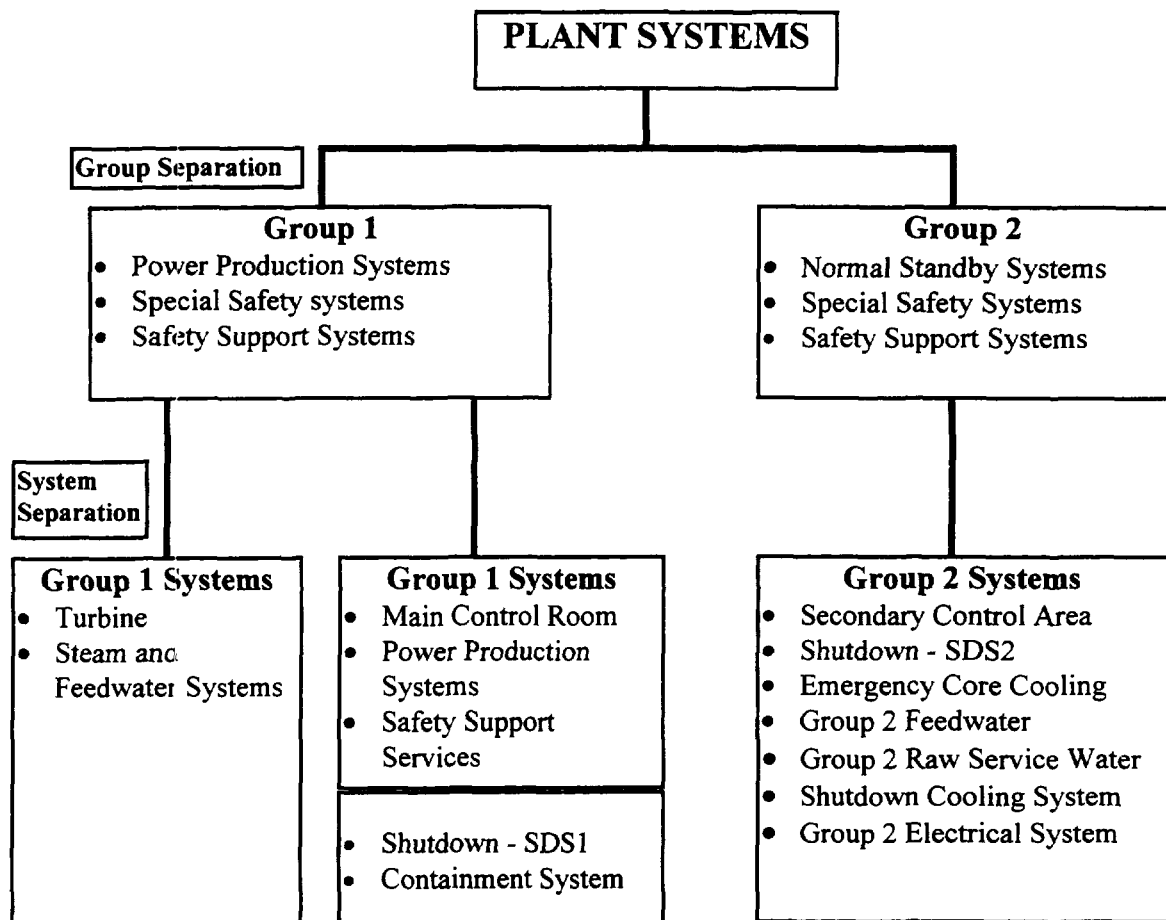 PLANT SYSTEMS
Group Separation
Group 1
• Power Production Systems
• Special Safety systems
• Safety Support Systems
Group 2
• Normal Standby Systems
• Special Safety Systems
• Safety Support Systems
System
Separation
Group 1 Systems
• Turbine
• Steam and
Feedwater Systems
Group 1 Systems
• Main Control Room
• Power Production
Systems
• Safety Support
Services
• Shutdown - SDS1
• Containment System
Group 2 Systems
• Secondary Control Area
• Shutdown - SDS2
• Emergency Core Cooling
• Group 2 Feedwater
• Group 2 Raw Service Water
• Shutdown Cooling System
• Group 2 Electrical System